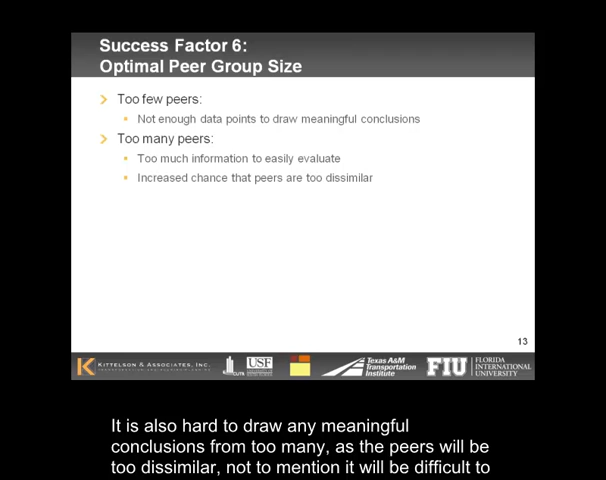 Success Factor 6:
Optimal Peer Group Size
Too few peers:
Not enough data points to draw meaningful conclusions
Too many peers:
Too much information to easily evaluate
Increased chance that peers are too dissimilar
13
KITTELSON & ASSOCIATES, INC.
CUTR
USF
Texas A&M
Transportation
Institute
FIU
FLORIDA
INTERNATIONAL
UNIVERSITY
It is also hard to draw any meaningful
conclusions from too many, as the peers will be
too dissimilar, not to mention it will be difficult to